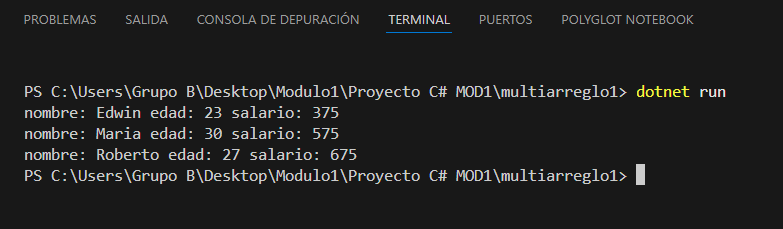 PROBLEMAS SALIDA CONSOLA DE DEPURACIÓN TERMINAL PUERTOS POLYGLOT NOTEBOOK
PS C:\Users\Grupo B\Desktop\Modulo1\Proyecto C# MOD1\multiarreglo1> dotnet run
nombre: Edwin edad: 23 salario: 375
nombre: Maria edad: 30 salario: 575
nombre: Roberto edad: 27 salario: 675
PS C:\Users\Grupo B\Desktop\Modulo1\Proyecto C# MOD1\multiarreglo1>